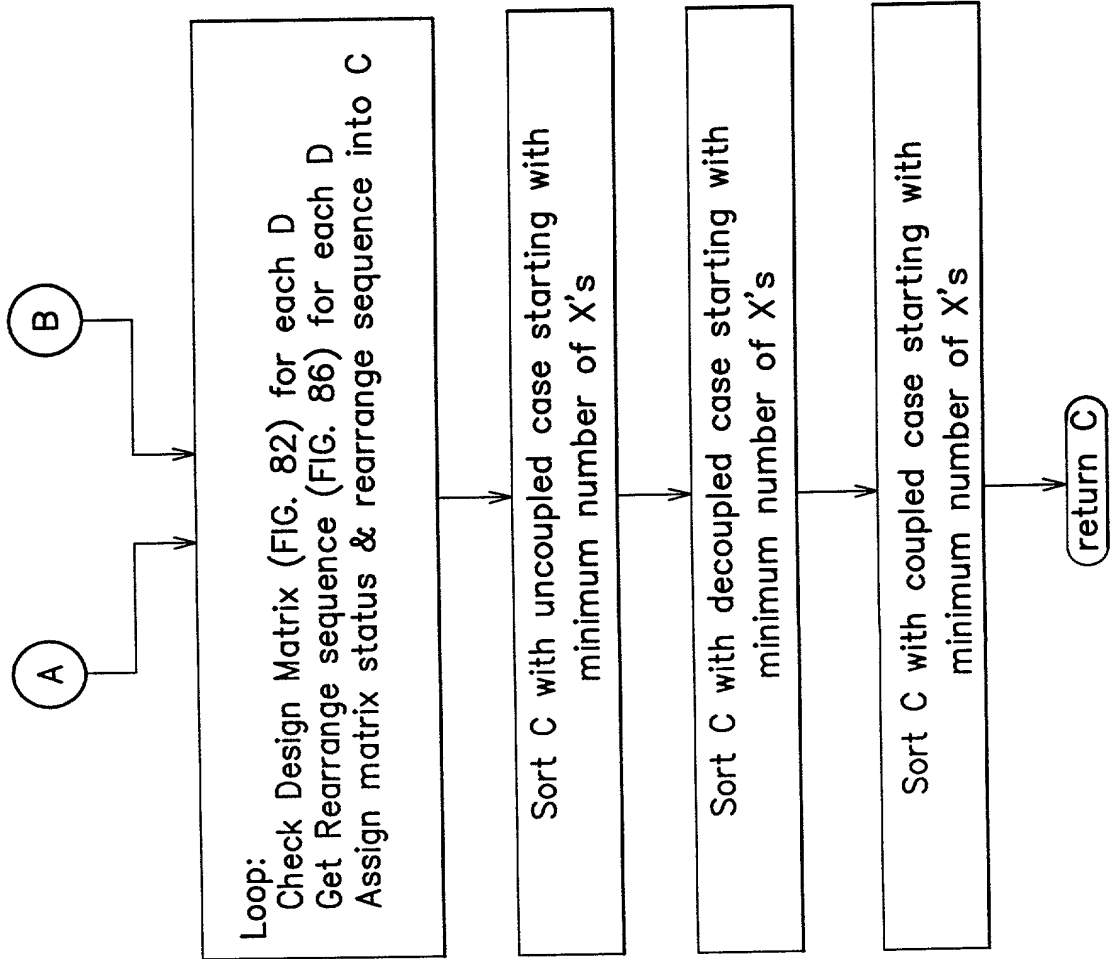 A
B
Loop:
Check Design Matrix (FIG. 82) for each D
Get Rearrange sequence (FIG. 86) for each D
Assign matrix status & rearrange sequence into C
Sort C with uncoupled case starting with
minimum number of X's
Sort C with decoupled case starting with
minimum number of X's
Sort C with coupled case starting with
minimum number of X's
return C